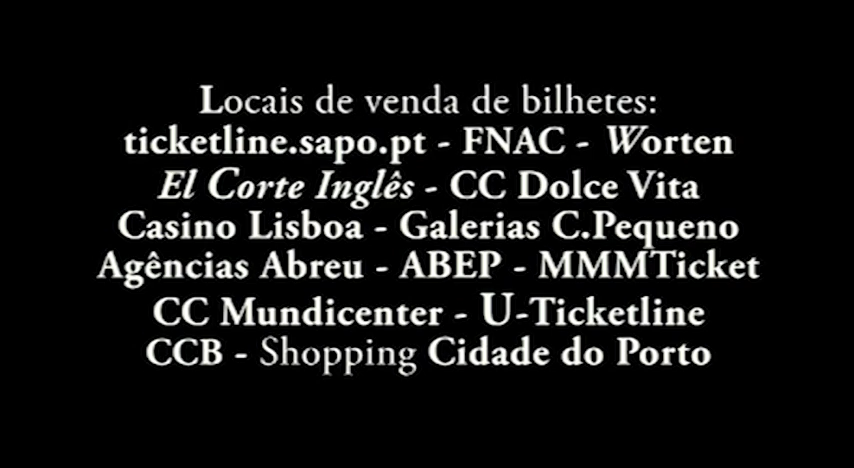 Locais de venda de bilhetes:
ticketline.sapo.pt - FNAC - Worten
El Corte Inglês - CC Dolce Vita
Casino Lisboa - Galerias C.Pequeno
Agências Abreu - ABEP - MMMTicket
CC Mundicenter - U-Ticketline
CCB - Shopping Cidade do Porto